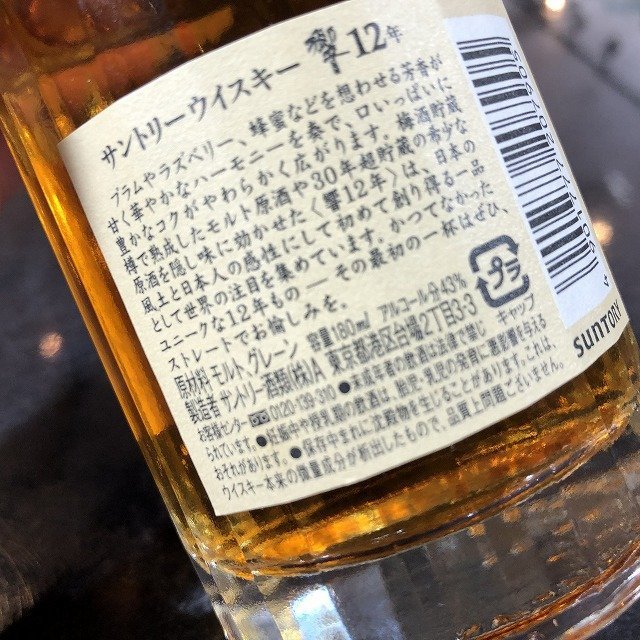 サントリーウイスキー 響 12年
プラムやラズベリー、蜂蜜などを想わせる芳香が
甘く華やかなハーモニーを奏で、口いっぱいに
豊かなコクがやわらかく広がります。梅酒貯蔵
樽で熟成したモルト原酒や30年超貯蔵の希少な
原酒を隠し味に効かせた〈響12年〉は、日本の
風土と日本人の感性にして初めて創り得る一杯
として世界の注目を集めています。かつてなかった
ユニークな12年もの――その最初の一杯はぜひ、
ストレートでお愉しみを。
原材料 モルト、グレーン 容量180ml アルコール分43%
製造者 サントリー酒類(株)A 東京都港区台場2丁目3-3
お客様センター 0120-139-310 ●未成年者の飲酒は法律で禁じ
られています。●妊娠中や授乳期の飲酒は、胎児・乳児の発育に悪影響を与える
おそれがあります。●保存中まれに沈澱物を生じることがあります。これは、
ウイスキー本来の濃厚成分が析出したもので、品質上問題ございません。
キャップ
プラ
SUNTORY